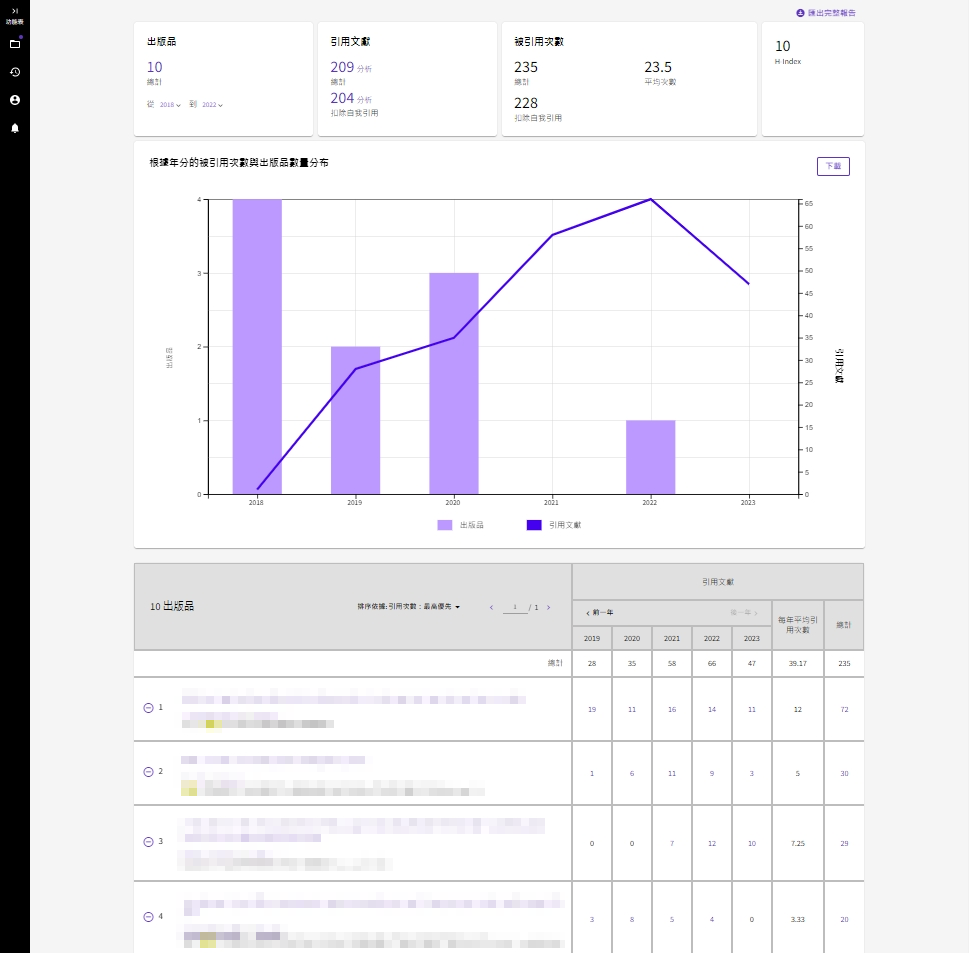 功能表
匯出完整報告
出版品
10
總計
從 2018 到 2022
引用文獻
209 分析
總計
204 分析
扣除自我引用
被引用次數
235
總計
23.5
平均次數
228
扣除自我引用
10
H-Index
根據年分的被引用次數與出版品數量分布
下載
4
3
2
1
0
出版品
65
60
55
50
45
40
35
30
25
20
15
10
5
0
引用文獻
2018 2019 2020 2021 2022 2023
出版品 引用文獻
10 出版品
排序依據: 引用次數：最高優先
1 / 1
引用文獻
前一年 後一年
每年平均引用次數
總計
2019 2020 2021 2022 2023
總計 28 35 58 66 47 39.17 235
1 19 11 16 14 11 12 72
2 1 6 11 9 3 5 30
3 0 0 7 12 10 7.25 29
4 3 8 5 4 0 3.33 20